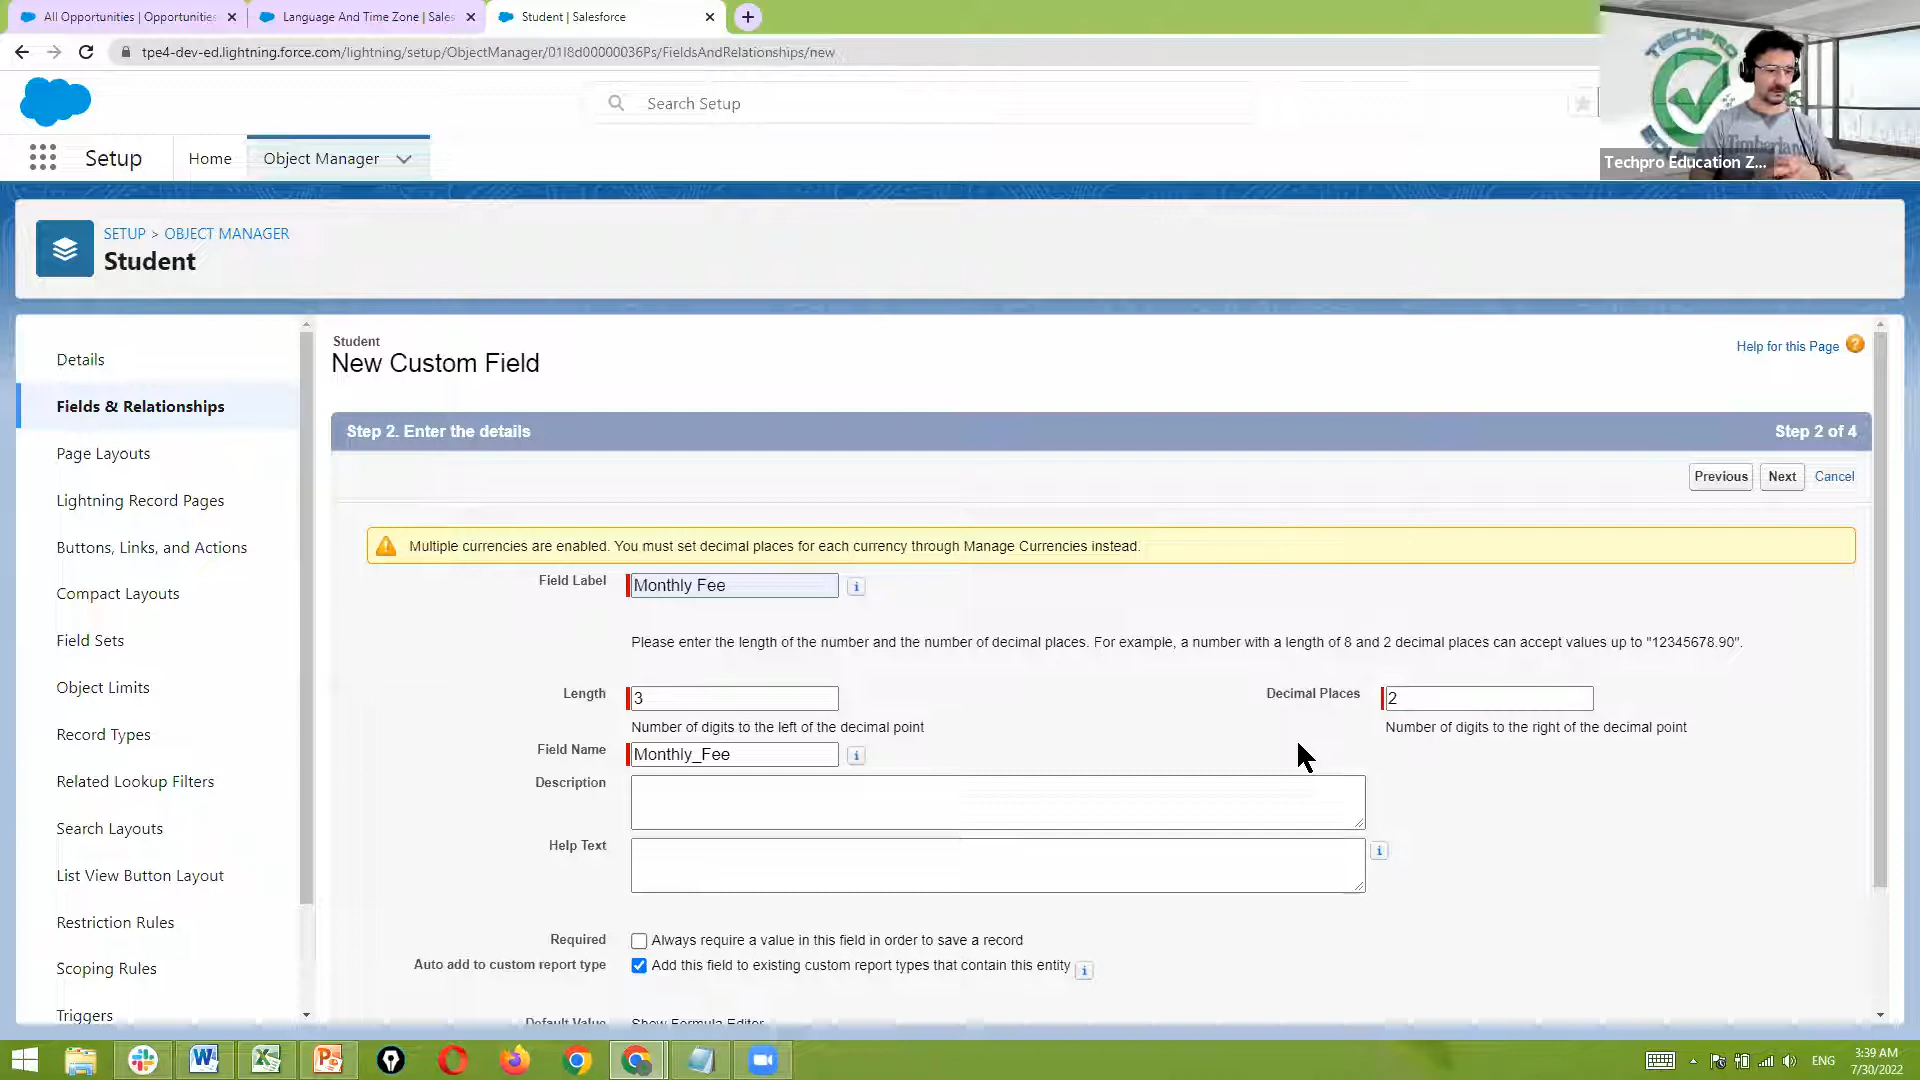 All Opportunities | Opportunities
Language And Time Zone | Sales
Student | Salesforce
tpe4-dev-ed.lightning.force.com/lightning/setup/ObjectManager/01I8d00000036Ps/FieldsAndRelationships/new
Search Setup
TECHPRO
Timberland
Techpro Education Z...
Setup
Home
Object Manager
SETUP > OBJECT MANAGER
Student
Details
Fields & Relationships
Page Layouts
Lightning Record Pages
Buttons, Links, and Actions
Compact Layouts
Field Sets
Object Limits
Record Types
Related Lookup Filters
Search Layouts
List View Button Layout
Restriction Rules
Scoping Rules
Triggers
Student
New Custom Field
Help for this Page
Step 2. Enter the details
Step 2 of 4
Previous
Next
Cancel
Multiple currencies are enabled. You must set decimal places for each currency through Manage Currencies instead.
Field Label
Monthly Fee
Please enter the length of the number and the number of decimal places. For example, a number with a length of 8 and 2 decimal places can accept values up to "12345678.90".
Length
3
Decimal Places
2
Number of digits to the left of the decimal point
Number of digits to the right of the decimal point
Field Name
Monthly_Fee
Description
Help Text
Required
Always require a value in this field in order to save a record
Auto add to custom report type
Add this field to existing custom report types that contain this entity
Default Value
Show Formula Editor
ENG
3:39 AM
7/30/2022